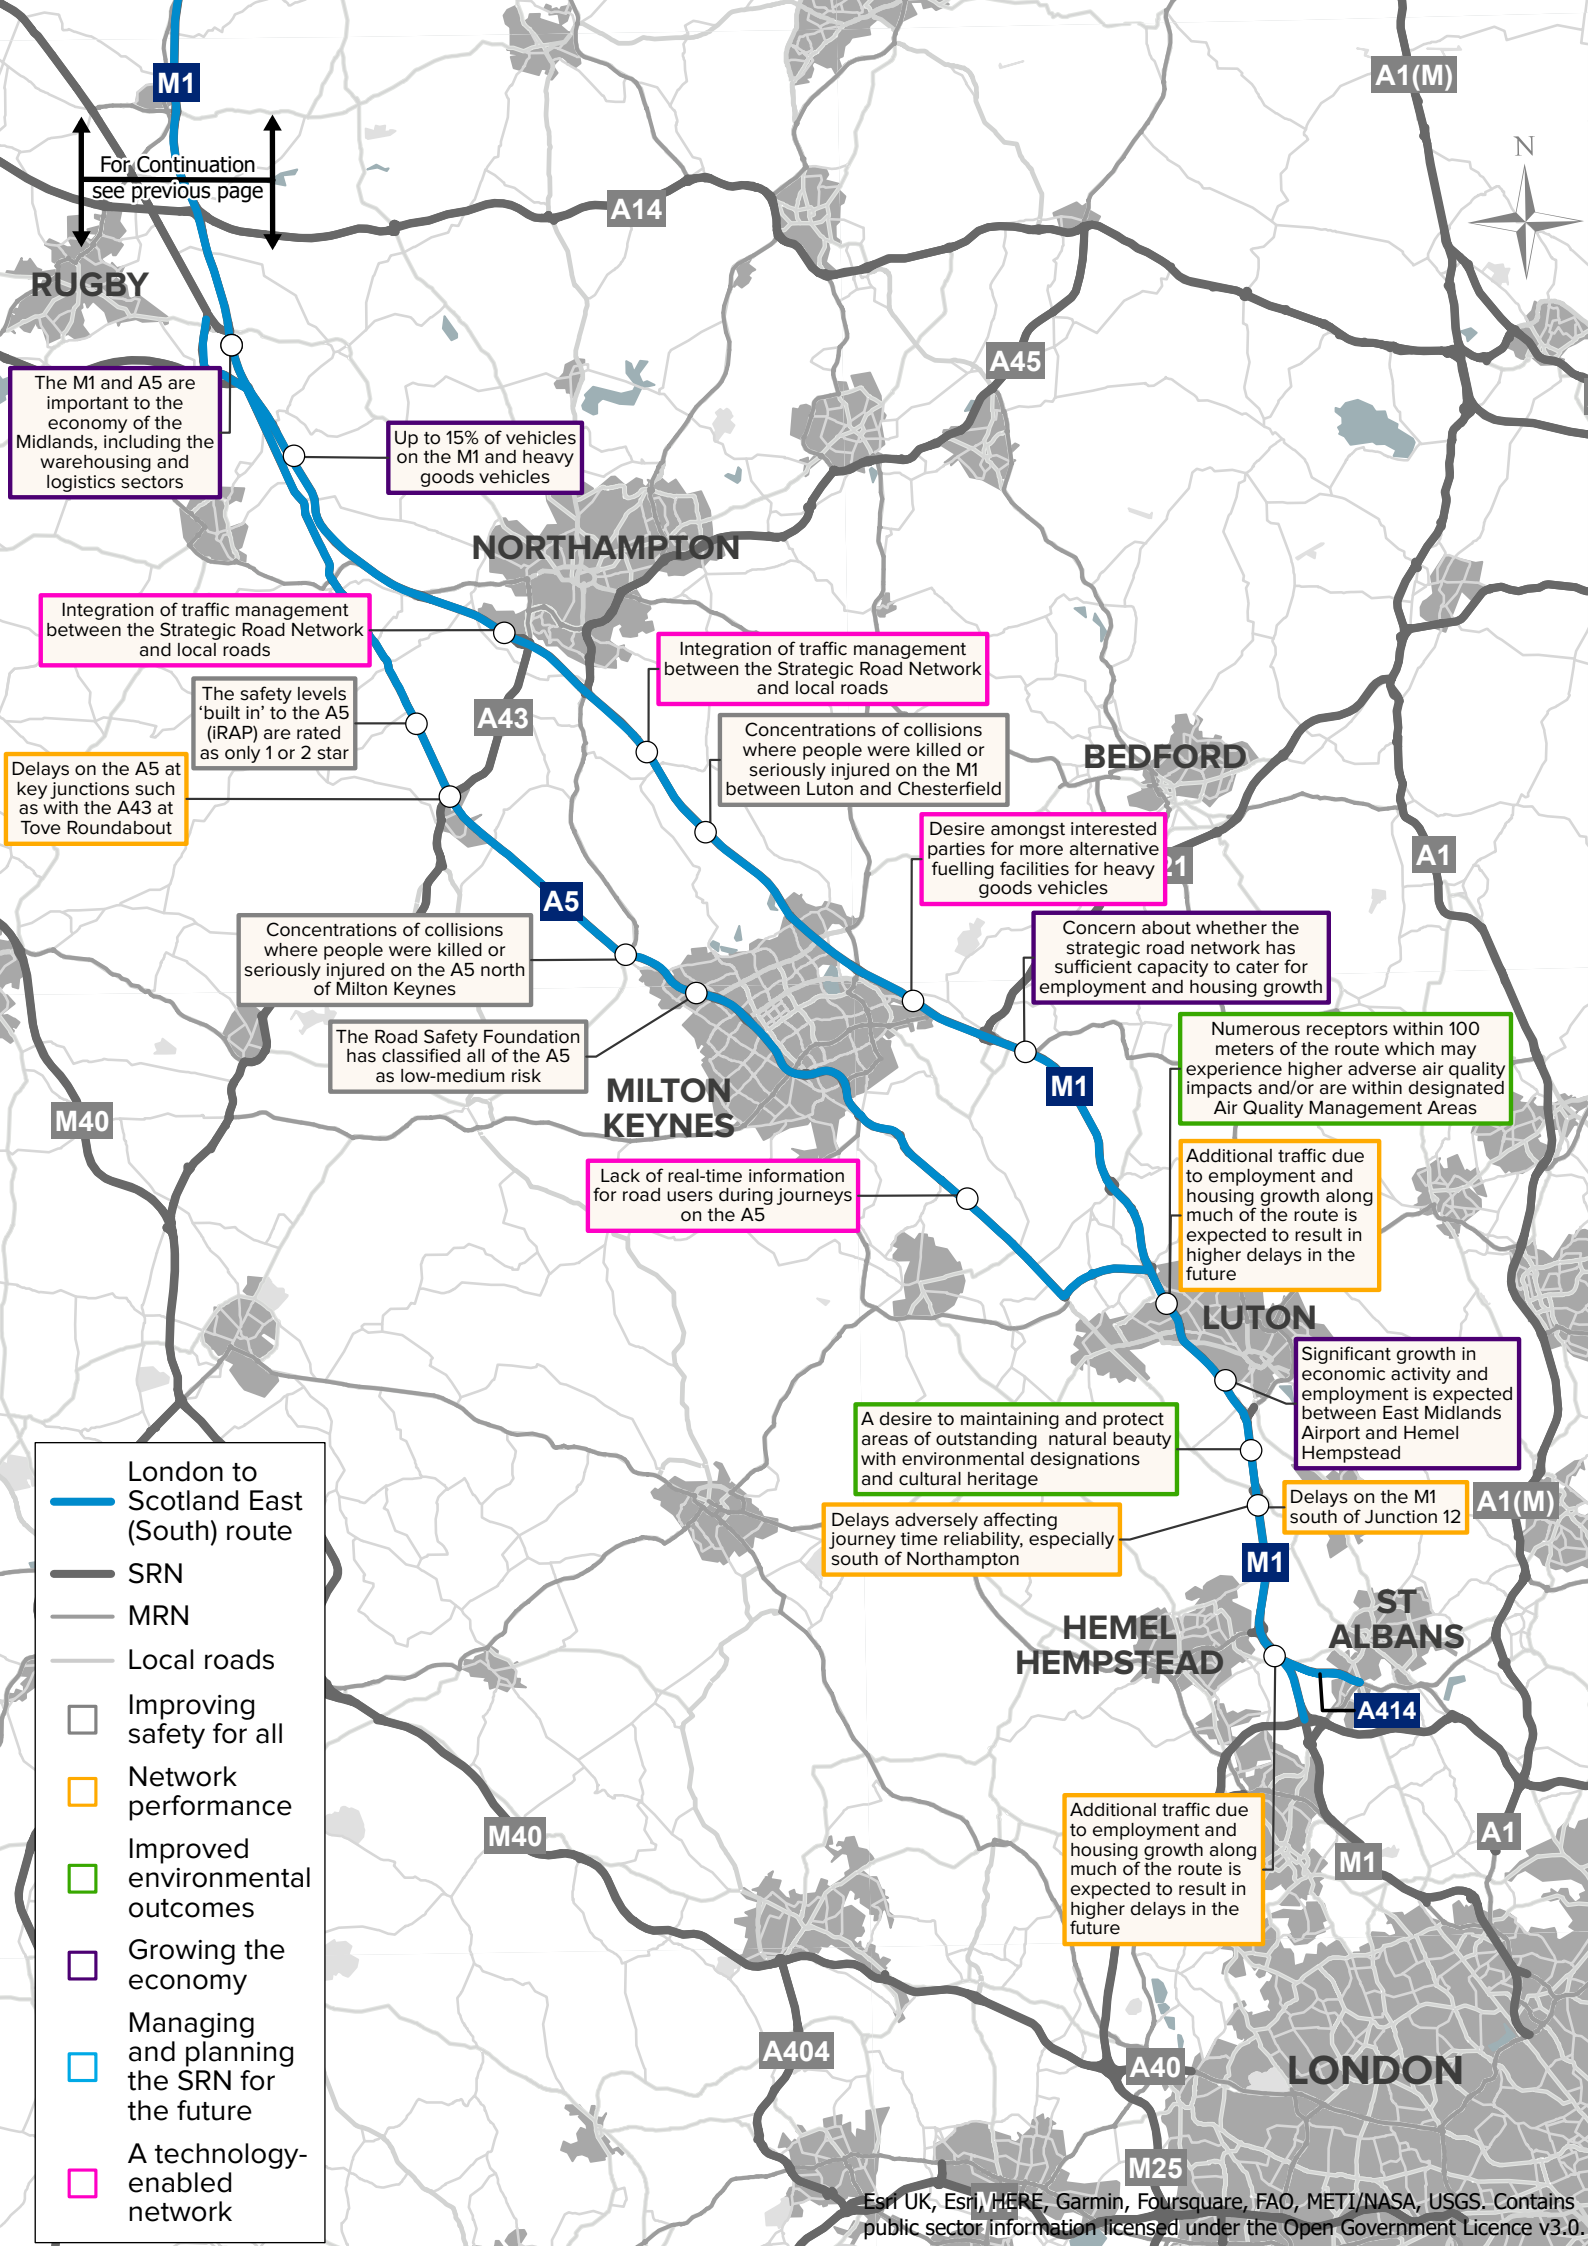 M1
A1(M)
For Continuation
see previous page
N
A14
RUGBY
A45
The M1 and A5 are
important to the
economy of the
Midlands, including the
warehousing and
logistics sectors
Up to 15% of vehicles
on the M1 and heavy
goods vehicles
NORTHAMPTON
Integration of traffic management
between the Strategic Road Network
and local roads
Integration of traffic management
between the Strategic Road Network
and local roads
The safety levels
‘built in’ to the A5
(iRAP) are rated
as only 1 or 2 star
A43
Concentrations of collisions
where people were killed or
seriously injured on the M1
between Luton and Chesterfield
BEDFORD
Delays on the A5 at
key junctions such
as with the A43 at
Tove Roundabout
Desire amongst interested
parties for more alternative
fuelling facilities for heavy
goods vehicles
21
A1
A5
Concentrations of collisions
where people were killed or
seriously injured on the A5 north
of Milton Keynes
Concern about whether the
strategic road network has
sufficient capacity to cater for
employment and housing growth
The Road Safety Foundation
has classified all of the A5
as low-medium risk
Numerous receptors within 100
meters of the route which may
experience higher adverse air quality
impacts and/or are within designated
Air Quality Management Areas
MILTON
KEYNES
M1
M40
Lack of real-time information
for road users during journeys
on the A5
Additional traffic due
to employment and
housing growth along
much of the route is
expected to result in
higher delays in the
future
LUTON
Significant growth in
economic activity and
employment is expected
between East Midlands
Airport and Hemel
Hempstead
A desire to maintaining and protect
areas of outstanding natural beauty
with environmental designations
and cultural heritage
Delays on the M1
south of Junction 12
A1(M)
Delays adversely affecting
journey time reliability, especially
south of Northampton
M1
HEMEL
HEMPSTEAD
ST
ALBANS
A414
Additional traffic due
to employment and
housing growth along
much of the route is
expected to result in
higher delays in the
future
A1
M1
M40
A404
A40
LONDON
M25
London to
Scotland East
(South) route
SRN
MRN
Local roads
Improving
safety for all
Network
performance
Improved
environmental
outcomes
Growing the
economy
Managing
and planning
the SRN for
the future
A technology-
enabled
network
Esri UK, Esri, HERE, Garmin, Foursquare, FAO, METI/NASA, USGS. Contains
public sector information licensed under the Open Government Licence v3.0.